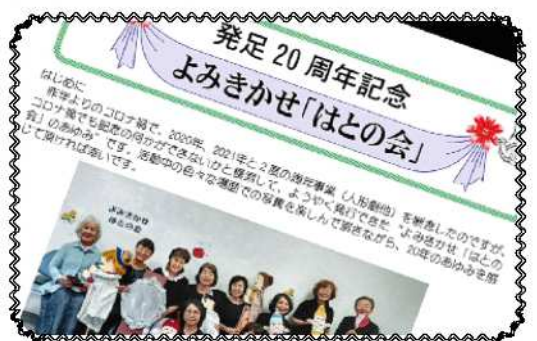 発足20周年記念
よみきかせ「はとの会」
はじめに
昨年よりのコロナ禍で、2020年、2021年と2度の周年事業（人形劇他）を断念したのですが、
コロナ禍でも記念の何かができないかと模索して、ようやく発行できた“よみきかせ「はとの
会」のあゆみ”です。活動中の色々な場面での写真を楽しんで頂きながら、20年のあゆみを感
じて頂ければ幸いです。
よみきかせ
はとの会